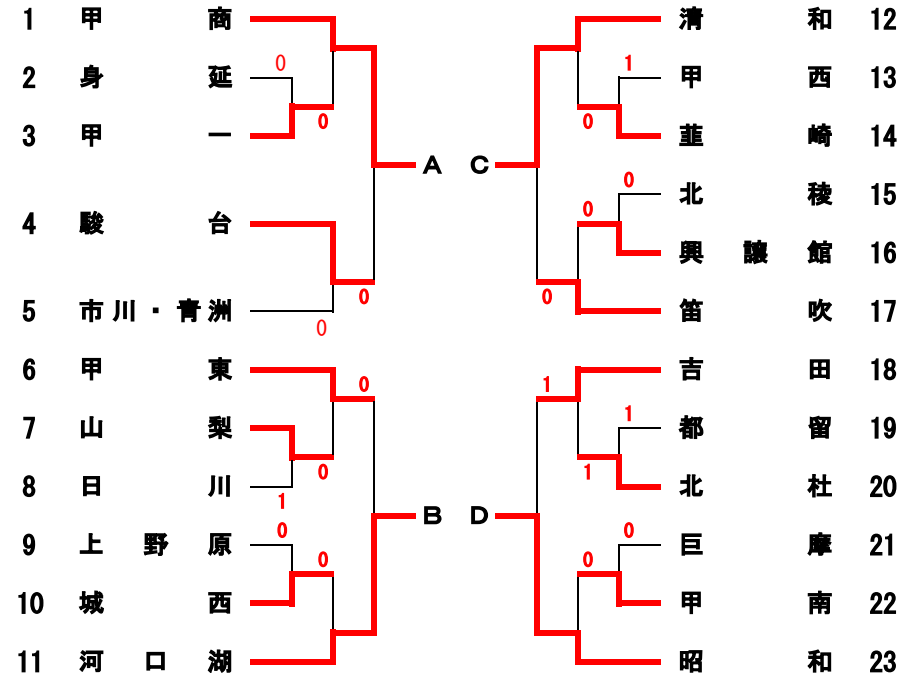 1 甲 商 清 和 12
2 身 延 0 1 甲 西 13
0 0
3 甲 一 韮 崎 14
A C
0 北 稜 15
4 駿 台 0
興 譲 館 16
0 0
5 市川・青洲 笛 吹 17
0
6 甲 東 吉 田 18
0 1
7 山 梨 1 都 留 19
0 1
8 日 川 北 杜 20
1
B D
0 0
9 上 野 原 巨 摩 21
0 0
10 城 西 甲 南 22
11 河 口 湖 昭 和 23